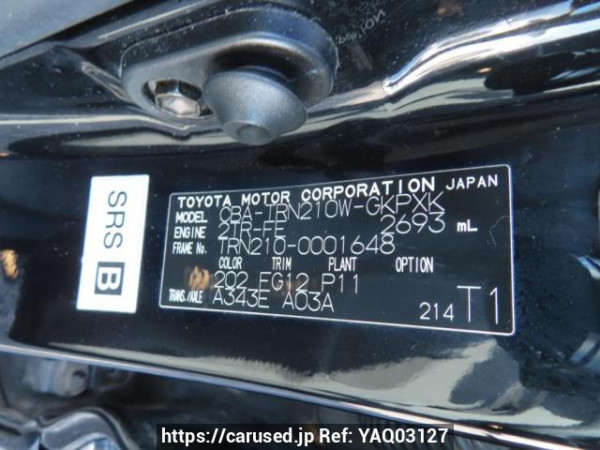 SRS B
TOYOTA MOTOR CORPORATION JAPAN
MODEL CBA-TRN210W-GKPXK
ENGINE 2TR-FE 2693 mL
FRAME No. TRN210-0001648
COLOR TRIM PLANT OPTION
202 FG12 P11
TRANS./AXLE A343E A03A
214 T1
https://carused.jp Ref: YAQ03127